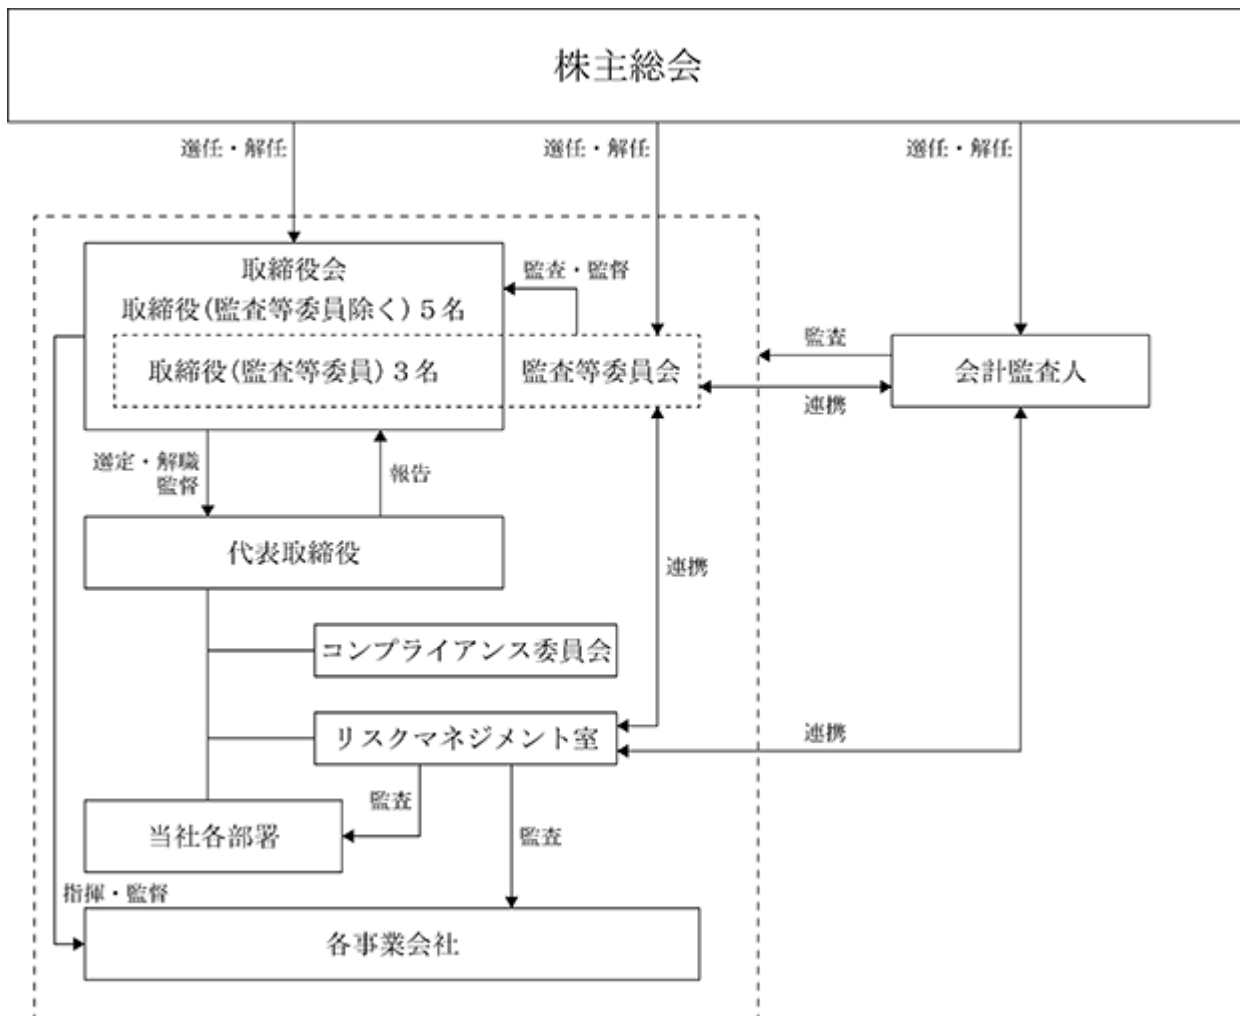 株主総会
選任・解任
選任・解任
選任・解任
取締役会
取締役(監査等委員除く)5名
監査・監督
取締役(監査等委員)3名
監査等委員会
監査
会計監査人
連携
選定・解職
監督
報告
代表取締役
連携
コンプライアンス委員会
リスクマネジメント室
連携
監査
当社各部署
監査
指揮・監督
各事業会社